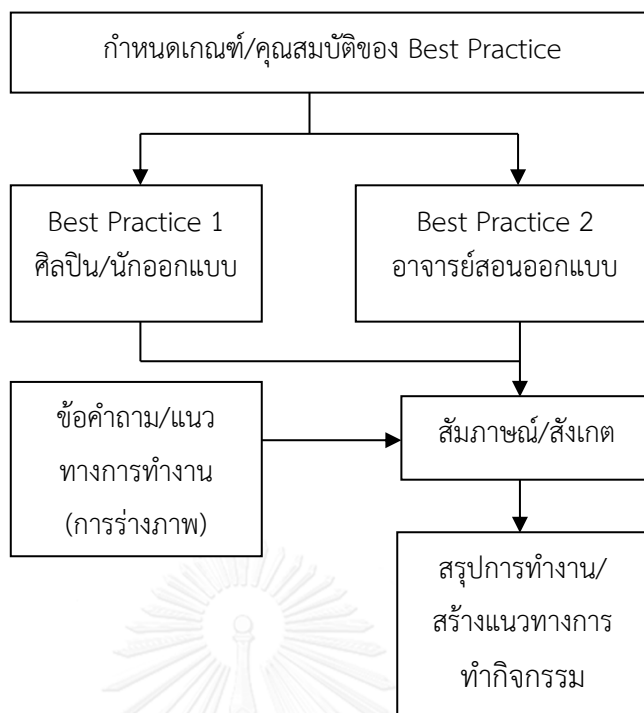 กำหนดเกณฑ์/คุณสมบัติของ Best Practice
Best Practice 1
ศิลปิน/นักออกแบบ
Best Practice 2
อาจารย์สอนออกแบบ
ข้อคำถาม/แนว
ทางการทำงาน
(การร่างภาพ)
สัมภาษณ์/สังเกต
สรุปการทำงาน/
สร้างแนวทางการ
ทำกิจกรรม